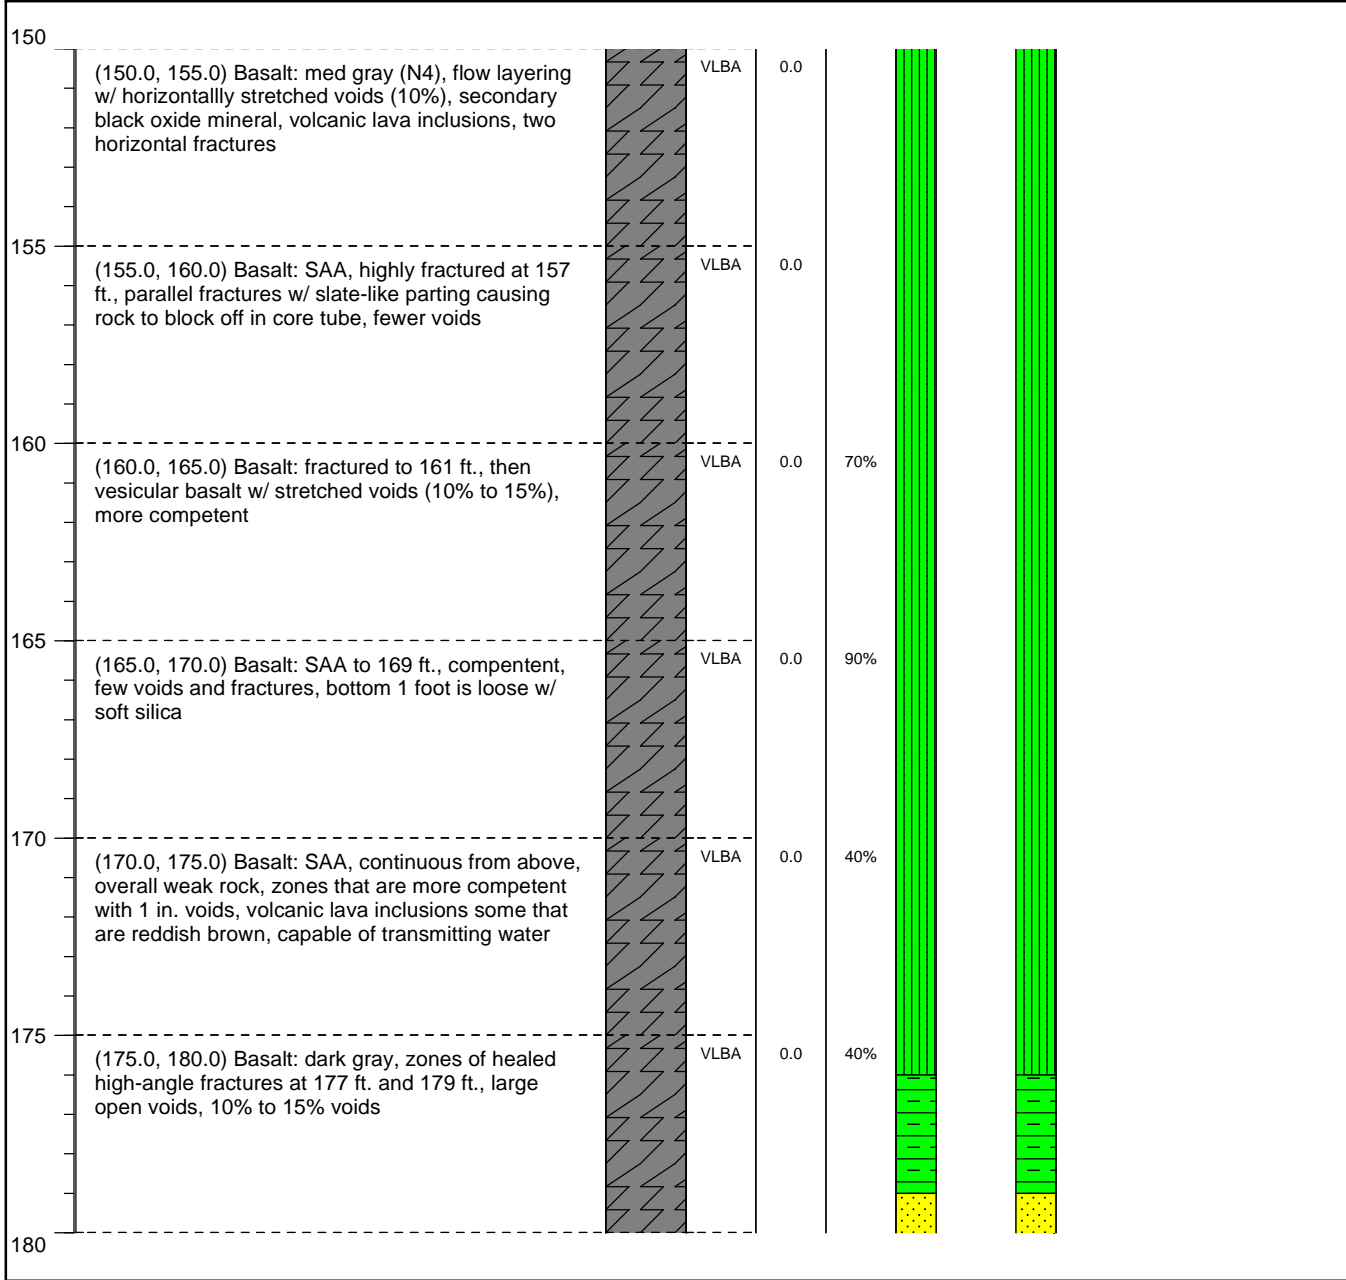 150
(150.0, 155.0) Basalt: med gray (N4), flow layering
w/ horizontallly stretched voids (10%), secondary
black oxide mineral, volcanic lava inclusions, two
horizontal fractures
VLBA 0.0
155
(155.0, 160.0) Basalt: SAA, highly fractured at 157
ft., parallel fractures w/ slate-like parting causing
rock to block off in core tube, fewer voids
VLBA 0.0
160
(160.0, 165.0) Basalt: fractured to 161 ft., then
vesicular basalt w/ stretched voids (10% to 15%),
more competent
VLBA 0.0 70%
165
(165.0, 170.0) Basalt: SAA to 169 ft., compentent,
few voids and fractures, bottom 1 foot is loose w/
soft silica
VLBA 0.0 90%
170
(170.0, 175.0) Basalt: SAA, continuous from above,
overall weak rock, zones that are more competent
with 1 in. voids, volcanic lava inclusions some that
are reddish brown, capable of transmitting water
VLBA 0.0 40%
175
(175.0, 180.0) Basalt: dark gray, zones of healed
high-angle fractures at 177 ft. and 179 ft., large
open voids, 10% to 15% voids
VLBA 0.0 40%
180